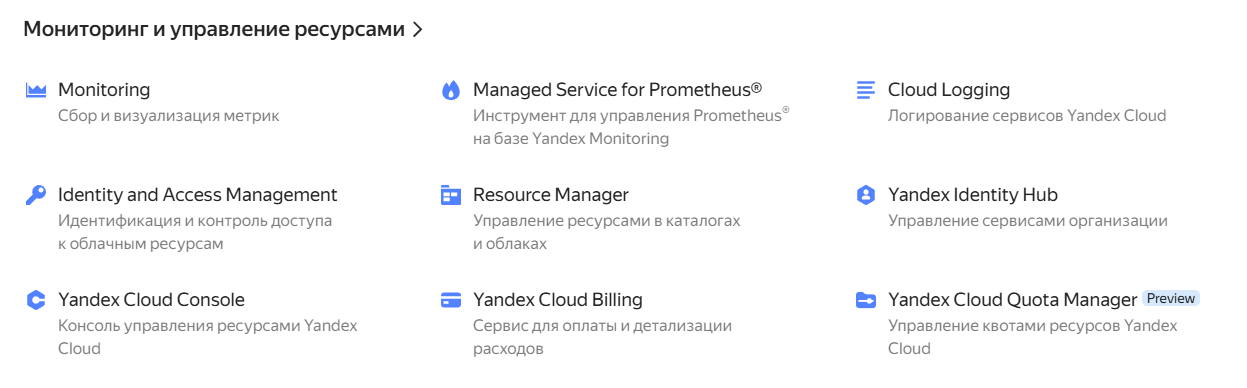 Мониторинг и управление ресурсами
Monitoring
Сбор и визуализация метрик
Managed Service for Prometheus®
Инструмент для управления Prometheus®
на базе Yandex Monitoring
Cloud Logging
Логирование сервисов Yandex Cloud
Identity and Access Management
Идентификация и контроль доступа
к облачным ресурсам
Resource Manager
Управление ресурсами в каталогах
и облаках
Yandex Identity Hub
Управление сервисами организации
Yandex Cloud Console
Консоль управления ресурсами Yandex
Cloud
Yandex Cloud Billing
Сервис для оплаты и детализации
расходов
Yandex Cloud Quota Manager Preview
Управление квотами ресурсов Yandex
Cloud